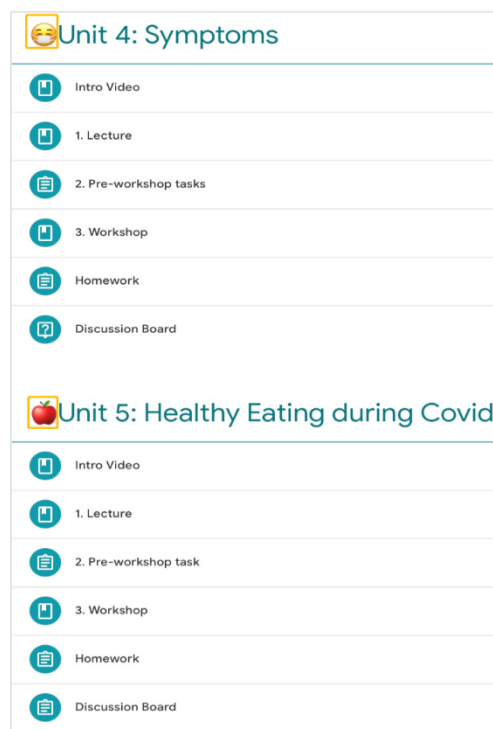 Unit 4: Symptoms
Intro Video
1. Lecture
2. Pre-workshop tasks
3. Workshop
Homework
Discussion Board
Unit 5: Healthy Eating during Covid
Intro Video
1. Lecture
2. Pre-workshop task
3. Workshop
Homework
Discussion Board